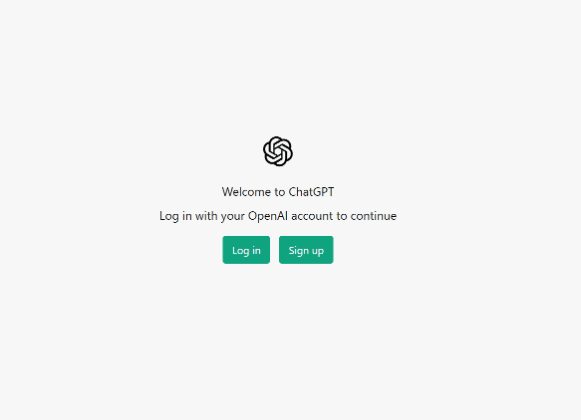 Welcome to ChatGPT
Log in with your OpenAI account to continue
Log in Sign up